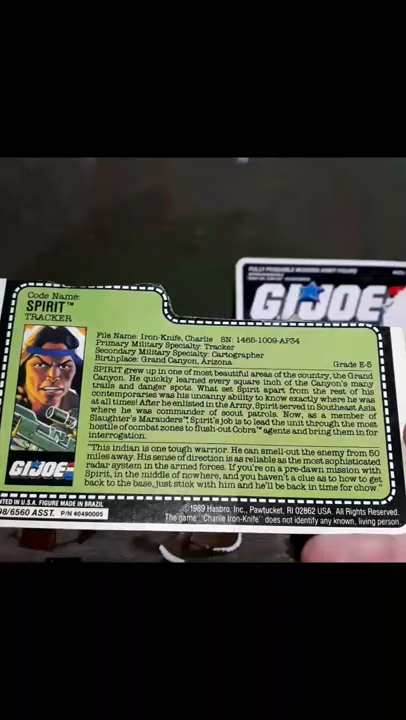 FULLY POSEABLE MODERN ARMY FIGURE
GIJOE
Code Name:
SPIRIT™
TRACKER
File Name: Iron-Knife, Charlie SN: 1465-1009-AP34
Primary Military Specialty: Tracker
Secondary Military Specialty: Cartographer
Birthplace: Grand Canyon, Arizona
Grade E-5
SPIRIT grew up in one of most beautiful areas of the country, the Grand
Canyon. He quickly learned every square inch of the Canyon's many
trails and danger spots. What set Spirit apart from the rest of his
contemporaries was his uncanny ability to know exactly where he was
at all times! After he enlisted in the Army, Spirit served in Southeast Asia
where he was commander of scout patrols. Now, as a member of
Slaughter's Marauders™, Spirit's job is to lead the unit through the most
hostile of combat zones to flush-out Cobra™ agents and bring them in for
interrogation.
"This indian is one tough warrior. He can smell-out the enemy from 50
miles away. His sense of direction is as reliable as the most sophisticated
radar system in the armed forces. If you're on a pre-dawn mission with
Spirit, in the middle of nowhere, and you haven't a clue as to how to get
back to the base, just stick with him and he'll be back in time for chow."
GIJOE
NTED IN U.S.A. FIGURE MADE IN BRAZIL
98/6560 ASST. P/N 40490005
©1989 Hasbro, Inc., Pawtucket, RI 02862 USA. All Rights Reserved.
The game "Charlie Iron-Knife" does not identify any known, living person.